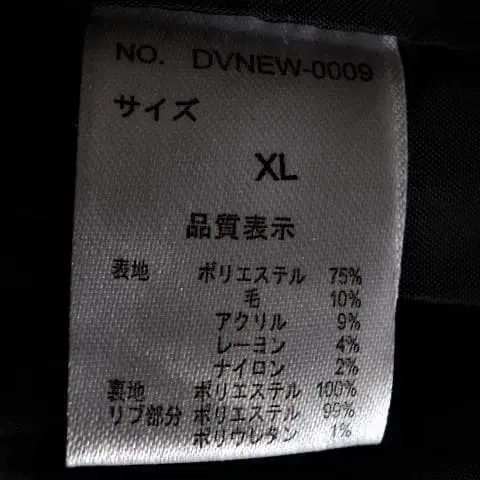 NO. DVNEW-0009
サイズ
XL
品質表示
表地 ポリエステル 75%
毛 10%
アクリル 9%
レーヨン 4%
ナイロン 2%
裏地 ポリエステル 100%
リブ部分 ポリエステル 99%
ポリウレタン 1%